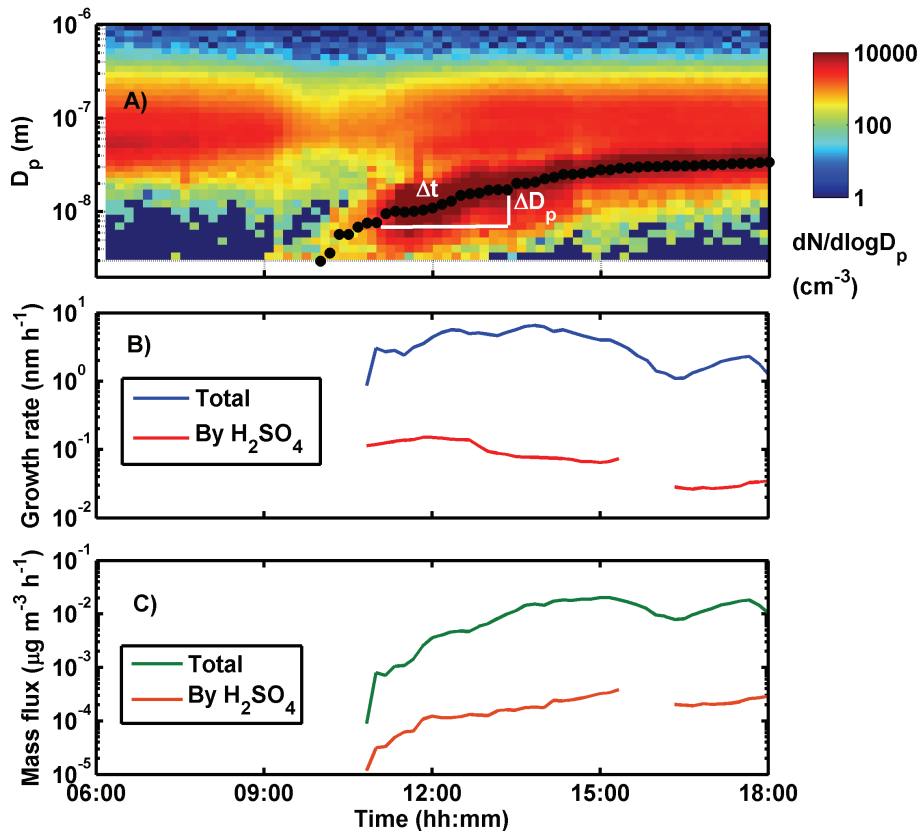 A)
10^-6
10^-7
10^-8
D_p (m)
Δt
ΔD_p
10000
100
1
dN/dlogD_p
(cm^-3)
B)
10^1
10^0
10^-1
10^-2
Growth rate (nm h^-1)
Total
By H_2SO_4
C)
10^-1
10^-2
10^-3
10^-4
10^-5
Mass flux (μg m^-3 h^-1)
Total
By H_2SO_4
06:00 09:00 12:00 15:00 18:00
Time (hh:mm)